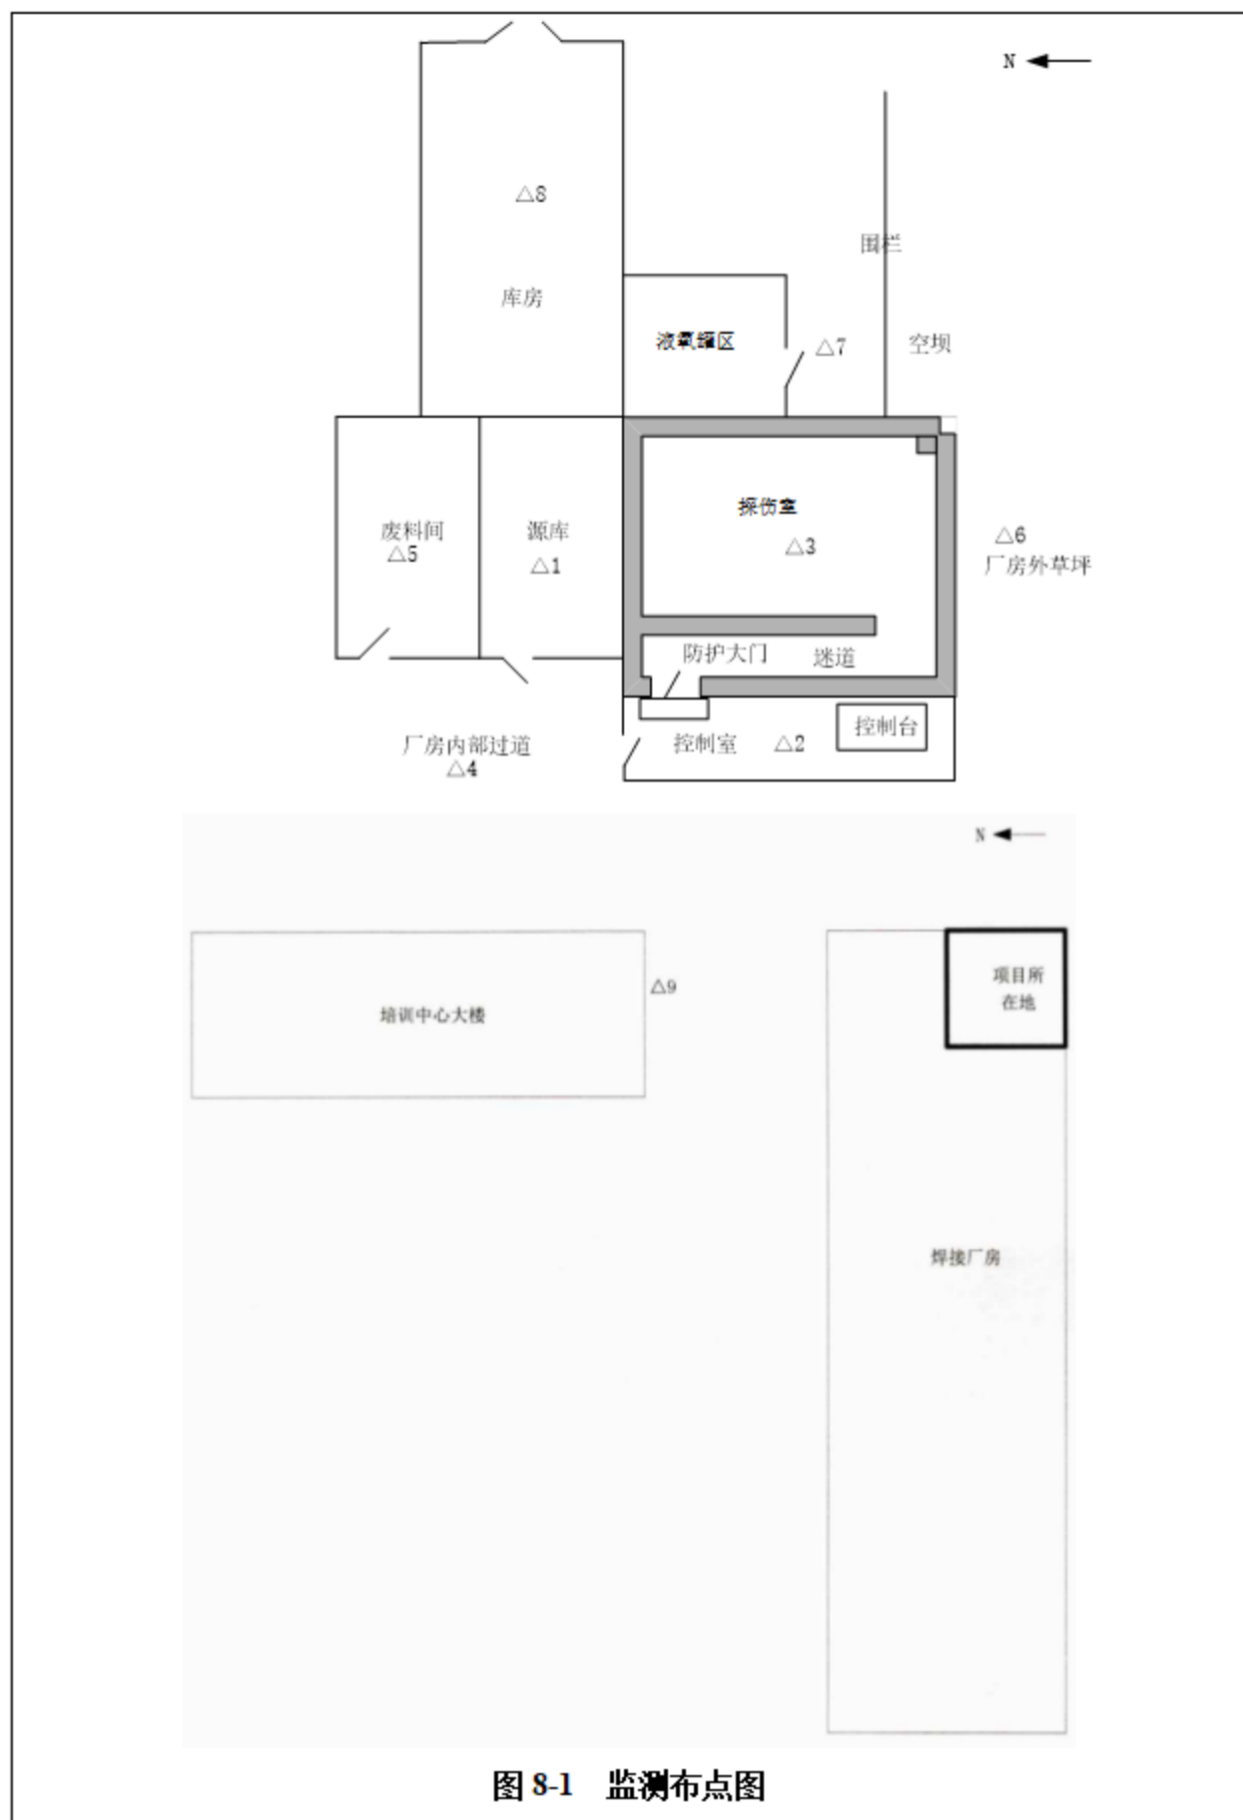 N
△8
围栏
库房
液氧罐区
△7
空坝
探伤室
废料间
源库
△6
△5
△1
△3
厂房外草坪
防护大门
迷道
控制台
厂房内部过道
控制室
△2
△4
N
项目所
在地
△9
培训中心大楼
焊接厂房
图 8-1 监测布点图